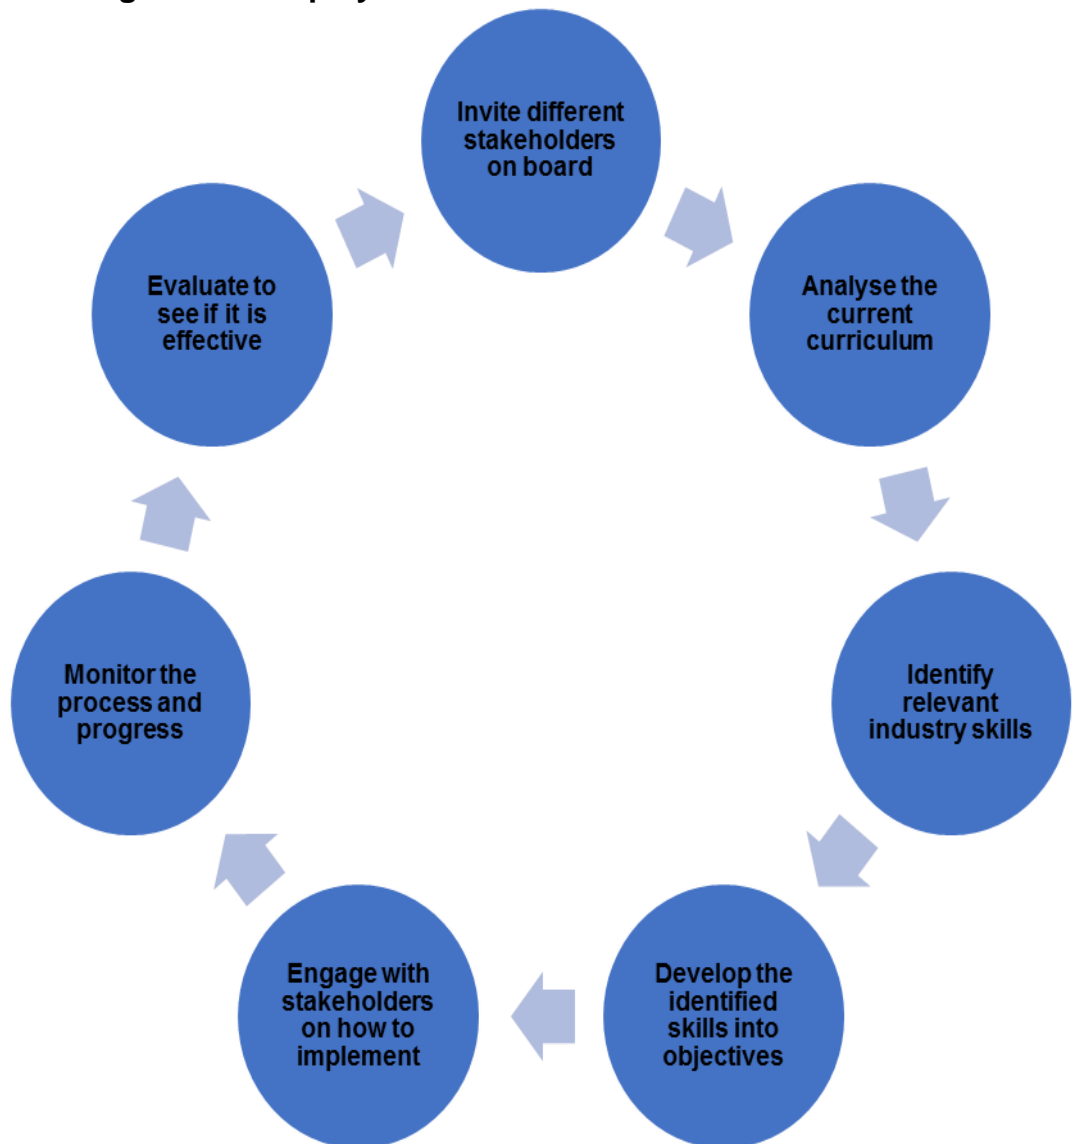 Invite different
stakeholders
on board
Analyse the
current
curriculum
Identify
relevant
industry skills
Develop the
identified
skills into
objectives
Engage with
stakeholders
on how to
implement
Monitor the
process and
progress
Evaluate to
see if it is
effective